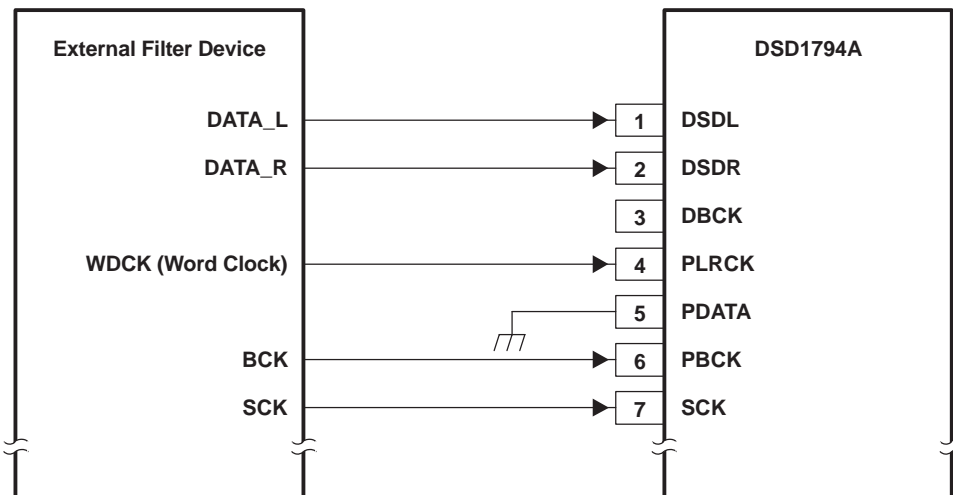 External Filter Device DSD1794A
DATA_L 1 DSDL
DATA_R 2 DSDR
3 DBCK
WDCK (Word Clock) 4 PLRCK
5 PDATA
BCK 6 PBCK
SCK 7 SCK